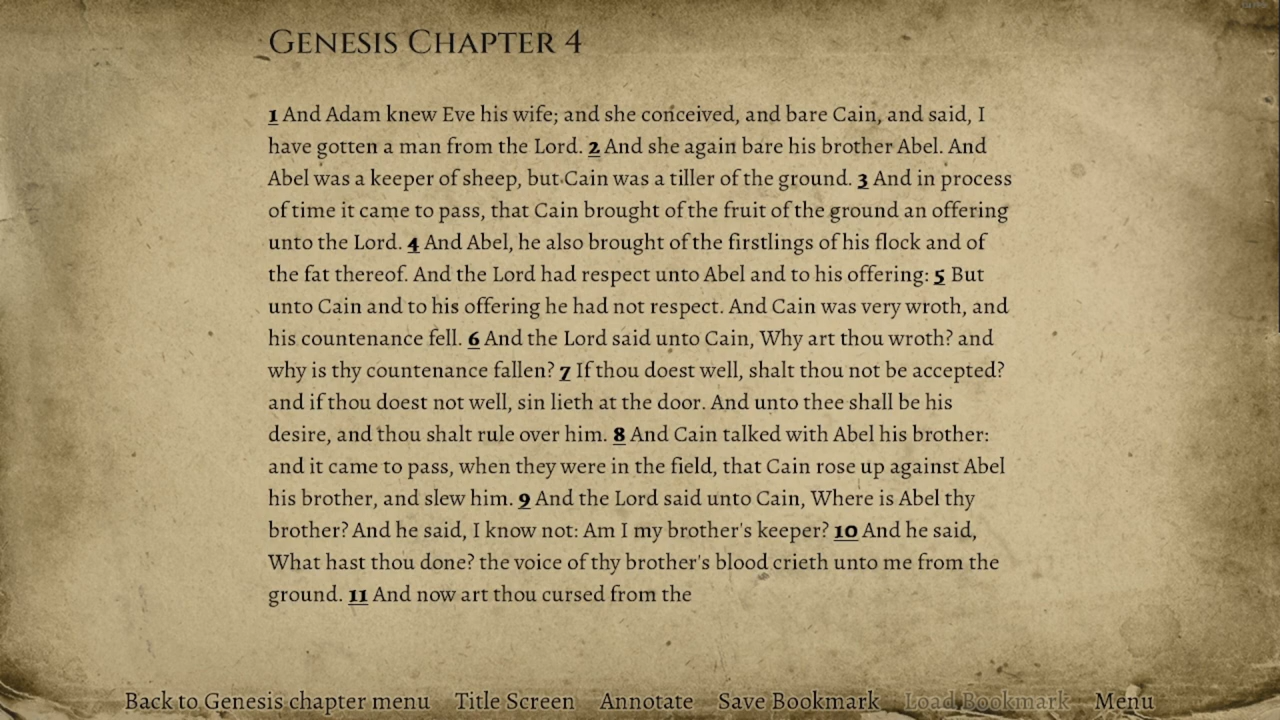 Genesis Chapter 4
1 And Adam knew Eve his wife; and she conceived, and bare Cain, and said, I
have gotten a man from the Lord. 2 And she again bare his brother Abel. And
Abel was a keeper of sheep, but Cain was a tiller of the ground. 3 And in process
of time it came to pass, that Cain brought of the fruit of the ground an offering
unto the Lord. 4 And Abel, he also brought of the firstlings of his flock and of
the fat thereof. And the Lord had respect unto Abel and to his offering: 5 But
unto Cain and to his offering he had not respect. And Cain was very wroth, and
his countenance fell. 6 And the Lord said unto Cain, Why art thou wroth? and
why is thy countenance fallen? 7 If thou doest well, shalt thou not be accepted?
and if thou doest not well, sin lieth at the door. And unto thee shall be his
desire, and thou shalt rule over him. 8 And Cain talked with Abel his brother:
and it came to pass, when they were in the field, that Cain rose up against Abel
his brother, and slew him. 9 And the Lord said unto Cain, Where is Abel thy
brother? And he said, I know not: Am I my brother's keeper? 10 And he said,
What hast thou done? the voice of thy brother's blood crieth unto me from the
ground. 11 And now art thou cursed from the
Back to Genesis chapter menu Title Screen Annotate Save Bookmark Load Bookmark Menu